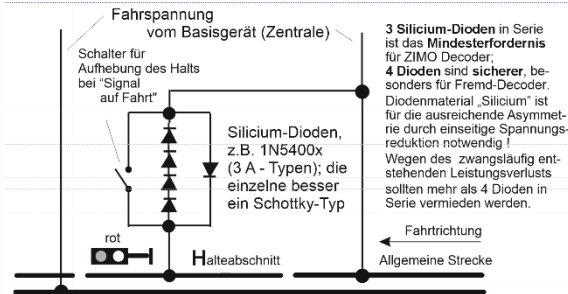 Fahrspannung
vom Basisgerät (Zentrale)
Schalter für
Aufhebung des Halts
bei "Signal
auf Fahrt"
Silicium-Dioden,
z.B. 1N5400x
(3 A - Typen); die
einzelne besser
ein Schottky-Typ
rot
Halteabschnitt
3 Silicium-Dioden in Serie
ist das Mindesterfordernis
für ZIMO Decoder;
4 Dioden sind sicherer, be-
sonders für Fremd-Decoder.
Diodenmaterial „Silicium" ist
für die ausreichende Asymmet-
rie durch einseitige Spannungs-
reduktion notwendig !
Wegen des zwangsläufig ent-
stehenden Leistungsverlusts
sollten mehr als 4 Dioden in
Serie vermieden werden.
Fahrtrichtung
Allgemeine Strecke